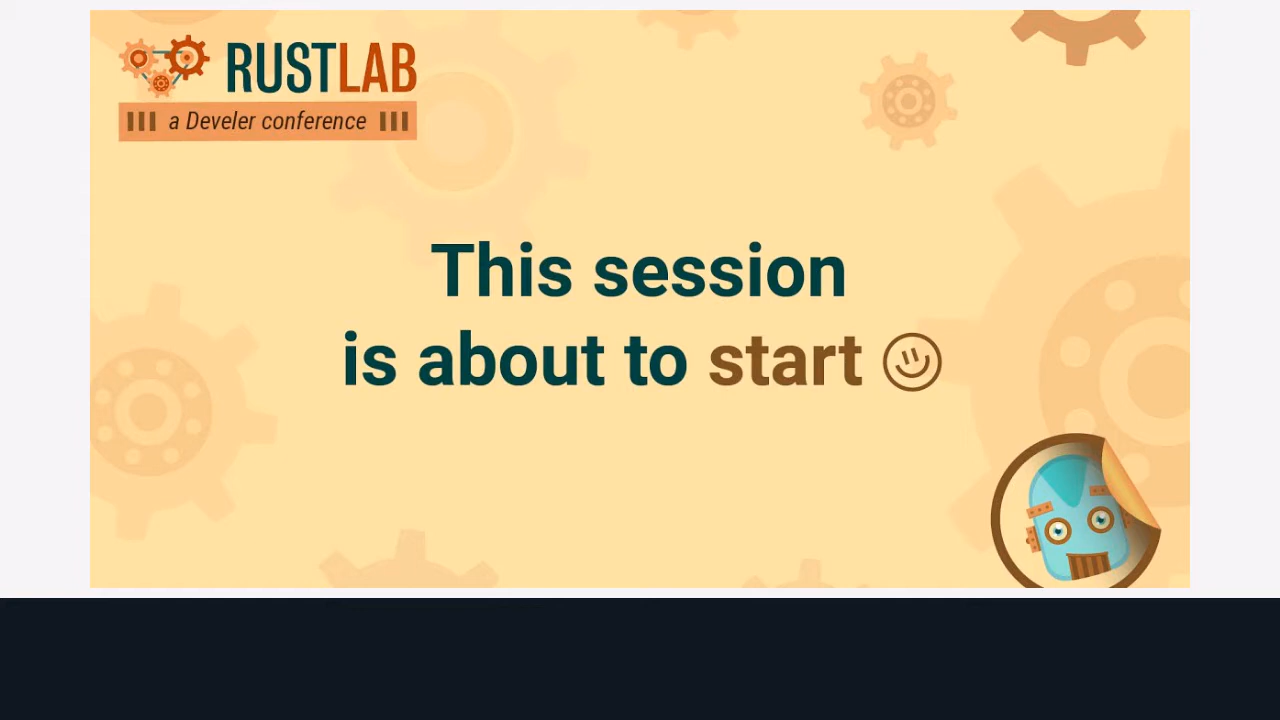 RUSTLAB
a Develer conference
This session
is about to start ☺